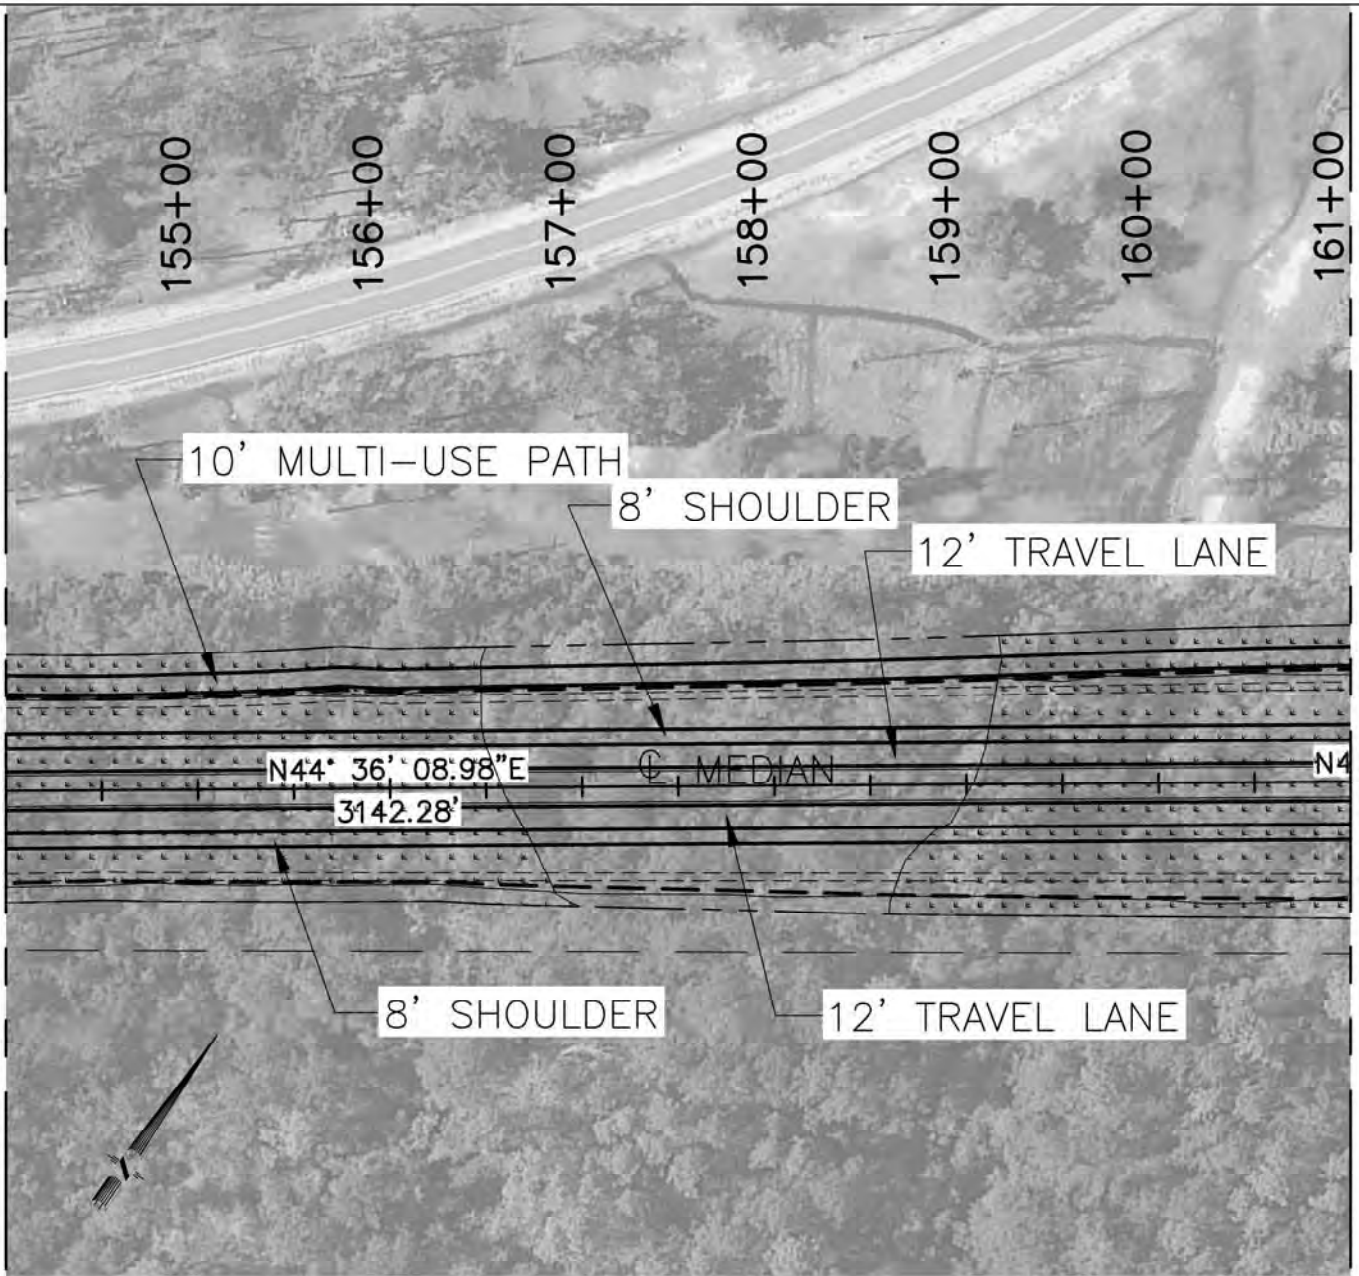 155+00
156+00
157+00
158+00
159+00
160+00
161+00
10' MULTI-USE PATH
8' SHOULDER
12' TRAVEL LANE
N44° 36' 08.98"E
3142.28'
℄ MEDIAN
N4
8' SHOULDER
12' TRAVEL LANE